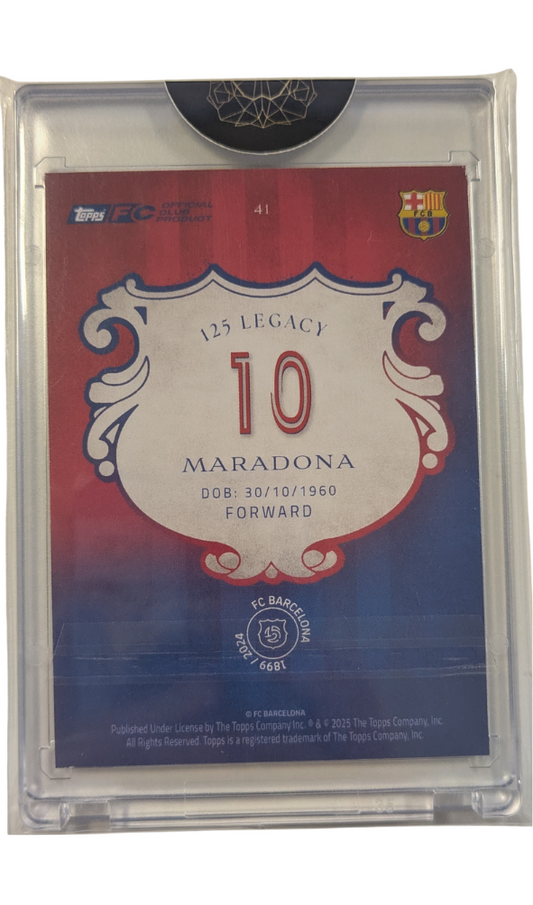 topps FC OFFICIAL
CLUB
PRODUCT
41
FCB
125 LEGACY
10
MARADONA
DOB: 30/10/1960
FORWARD
FC BARCELONA
125
1899 / 2024
© FC BARCELONA
Published Under License by The Topps Company Inc. ® & © 2025 The Topps Company, Inc.
All Rights Reserved. Topps is a registered trademark of The Topps Company, Inc.